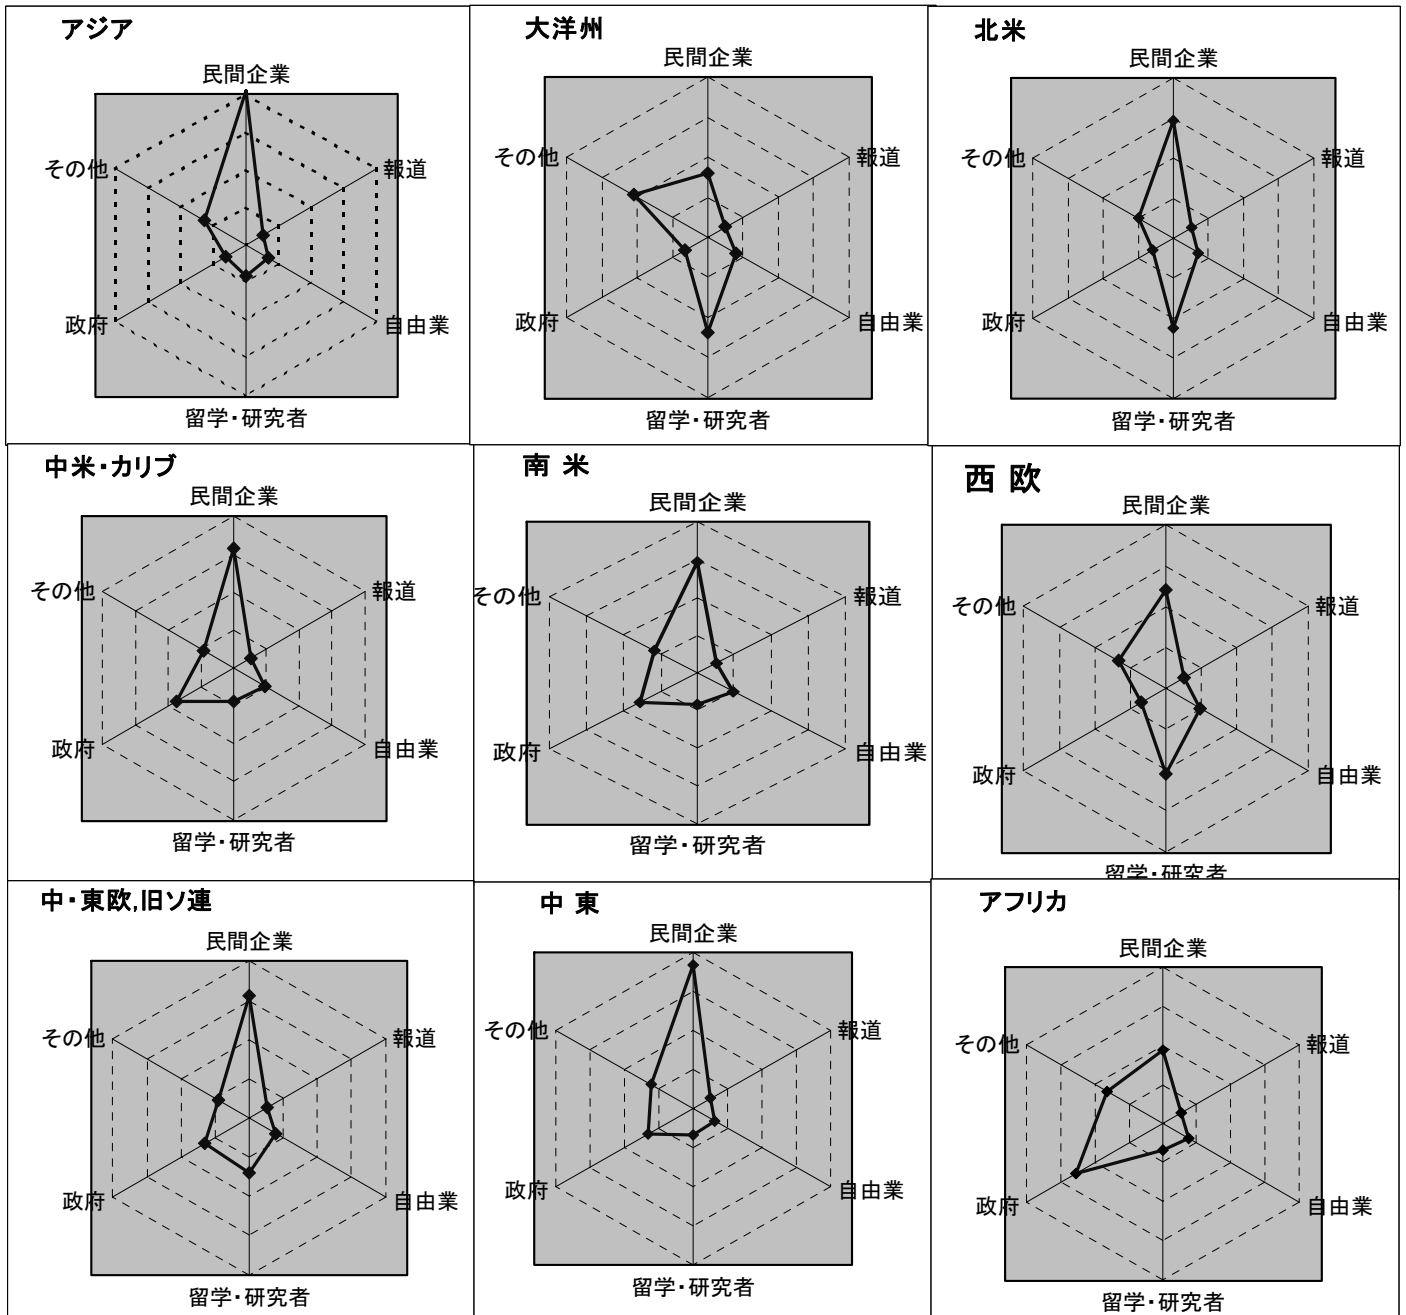 アジア
民間企業
その他
報道
政府
自由業
留学・研究者
大洋州
民間企業
その他
報道
政府
自由業
留学・研究者
北米
民間企業
その他
報道
政府
自由業
留学・研究者
中米・カリブ
民間企業
その他
報道
政府
自由業
留学・研究者
南 米
民間企業
その他
報道
政府
自由業
留学・研究者
西 欧
民間企業
その他
報道
政府
自由業
留学・研究者
中・東欧,旧ソ連
民間企業
その他
報道
政府
自由業
留学・研究者
中 東
民間企業
その他
報道
政府
自由業
留学・研究者
アフリカ
民間企業
その他
報道
政府
自由業
留学・研究者